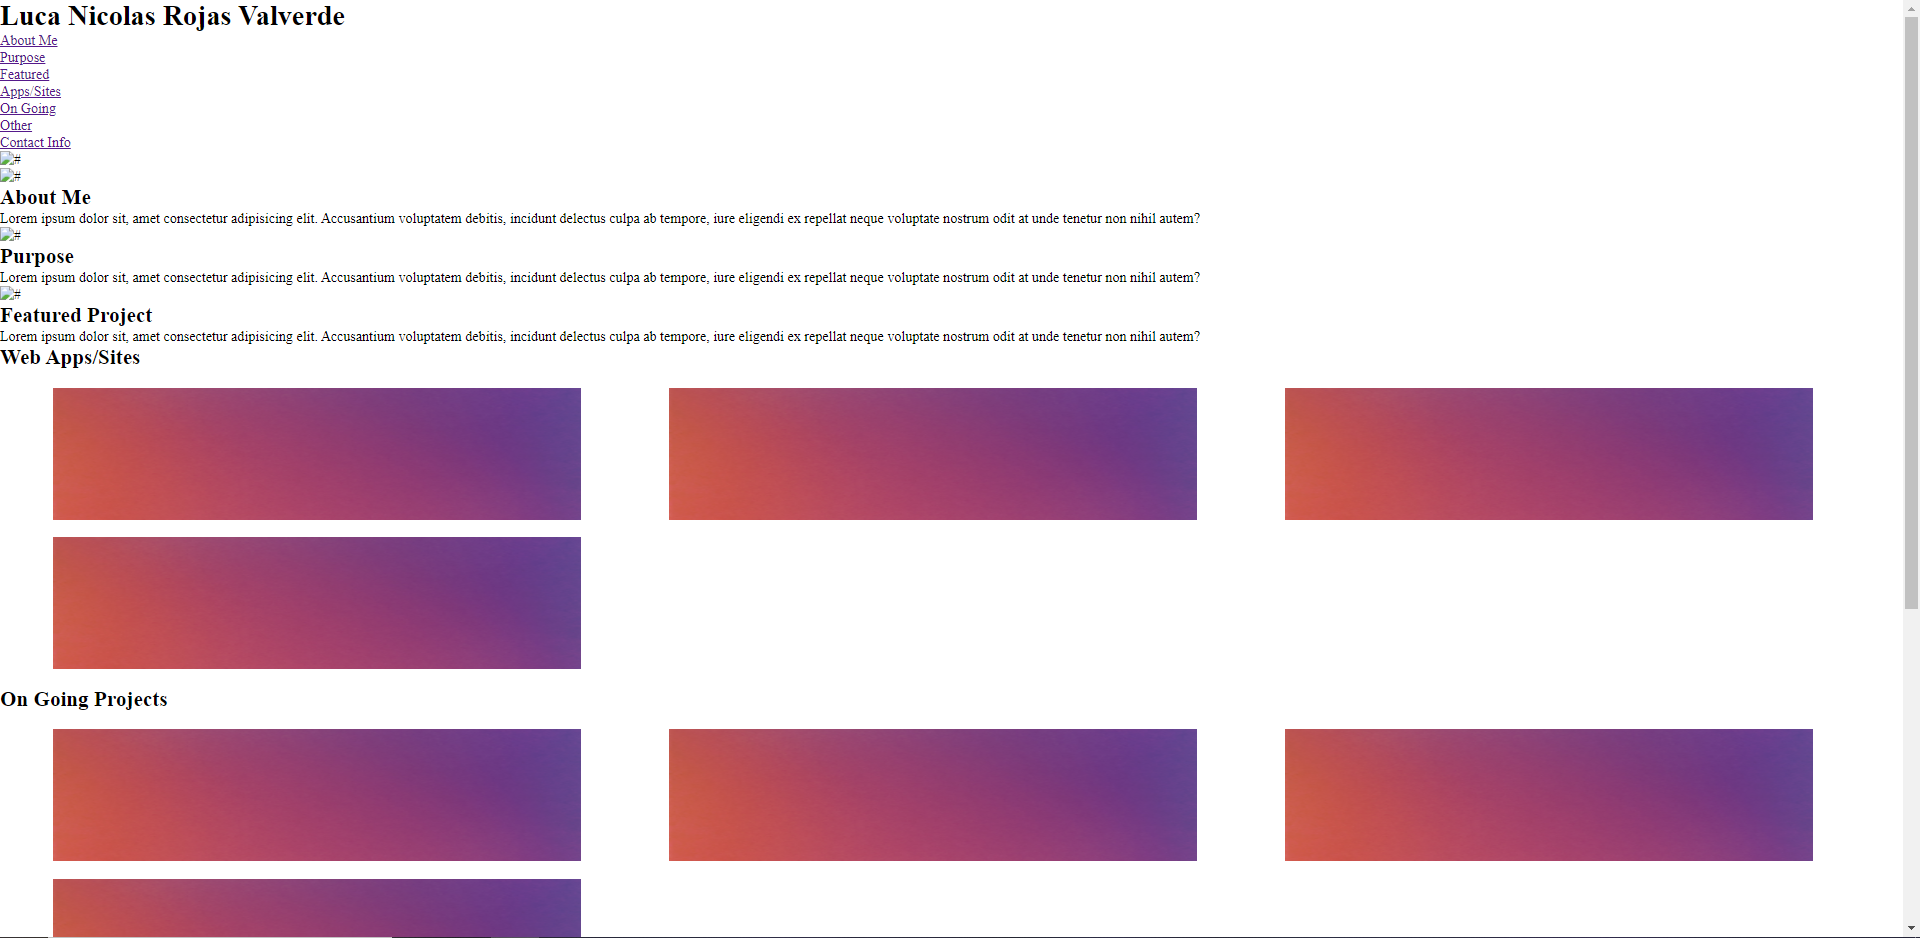 Luca Nicolas Rojas Valverde
About Me
Purpose
Featured
Apps/Sites
On Going
Other
Contact Info
#
#
About Me
Lorem ipsum dolor sit, amet consectetur adipisicing elit. Accusantium voluptatem debitis, incidunt delectus culpa ab tempore, iure eligendi ex repellat neque voluptate nostrum odit at unde tenetur non nihil autem?
#
Purpose
Lorem ipsum dolor sit, amet consectetur adipisicing elit. Accusantium voluptatem debitis, incidunt delectus culpa ab tempore, iure eligendi ex repellat neque voluptate nostrum odit at unde tenetur non nihil autem?
#
Featured Project
Lorem ipsum dolor sit, amet consectetur adipisicing elit. Accusantium voluptatem debitis, incidunt delectus culpa ab tempore, iure eligendi ex repellat neque voluptate nostrum odit at unde tenetur non nihil autem?
Web Apps/Sites
On Going Projects